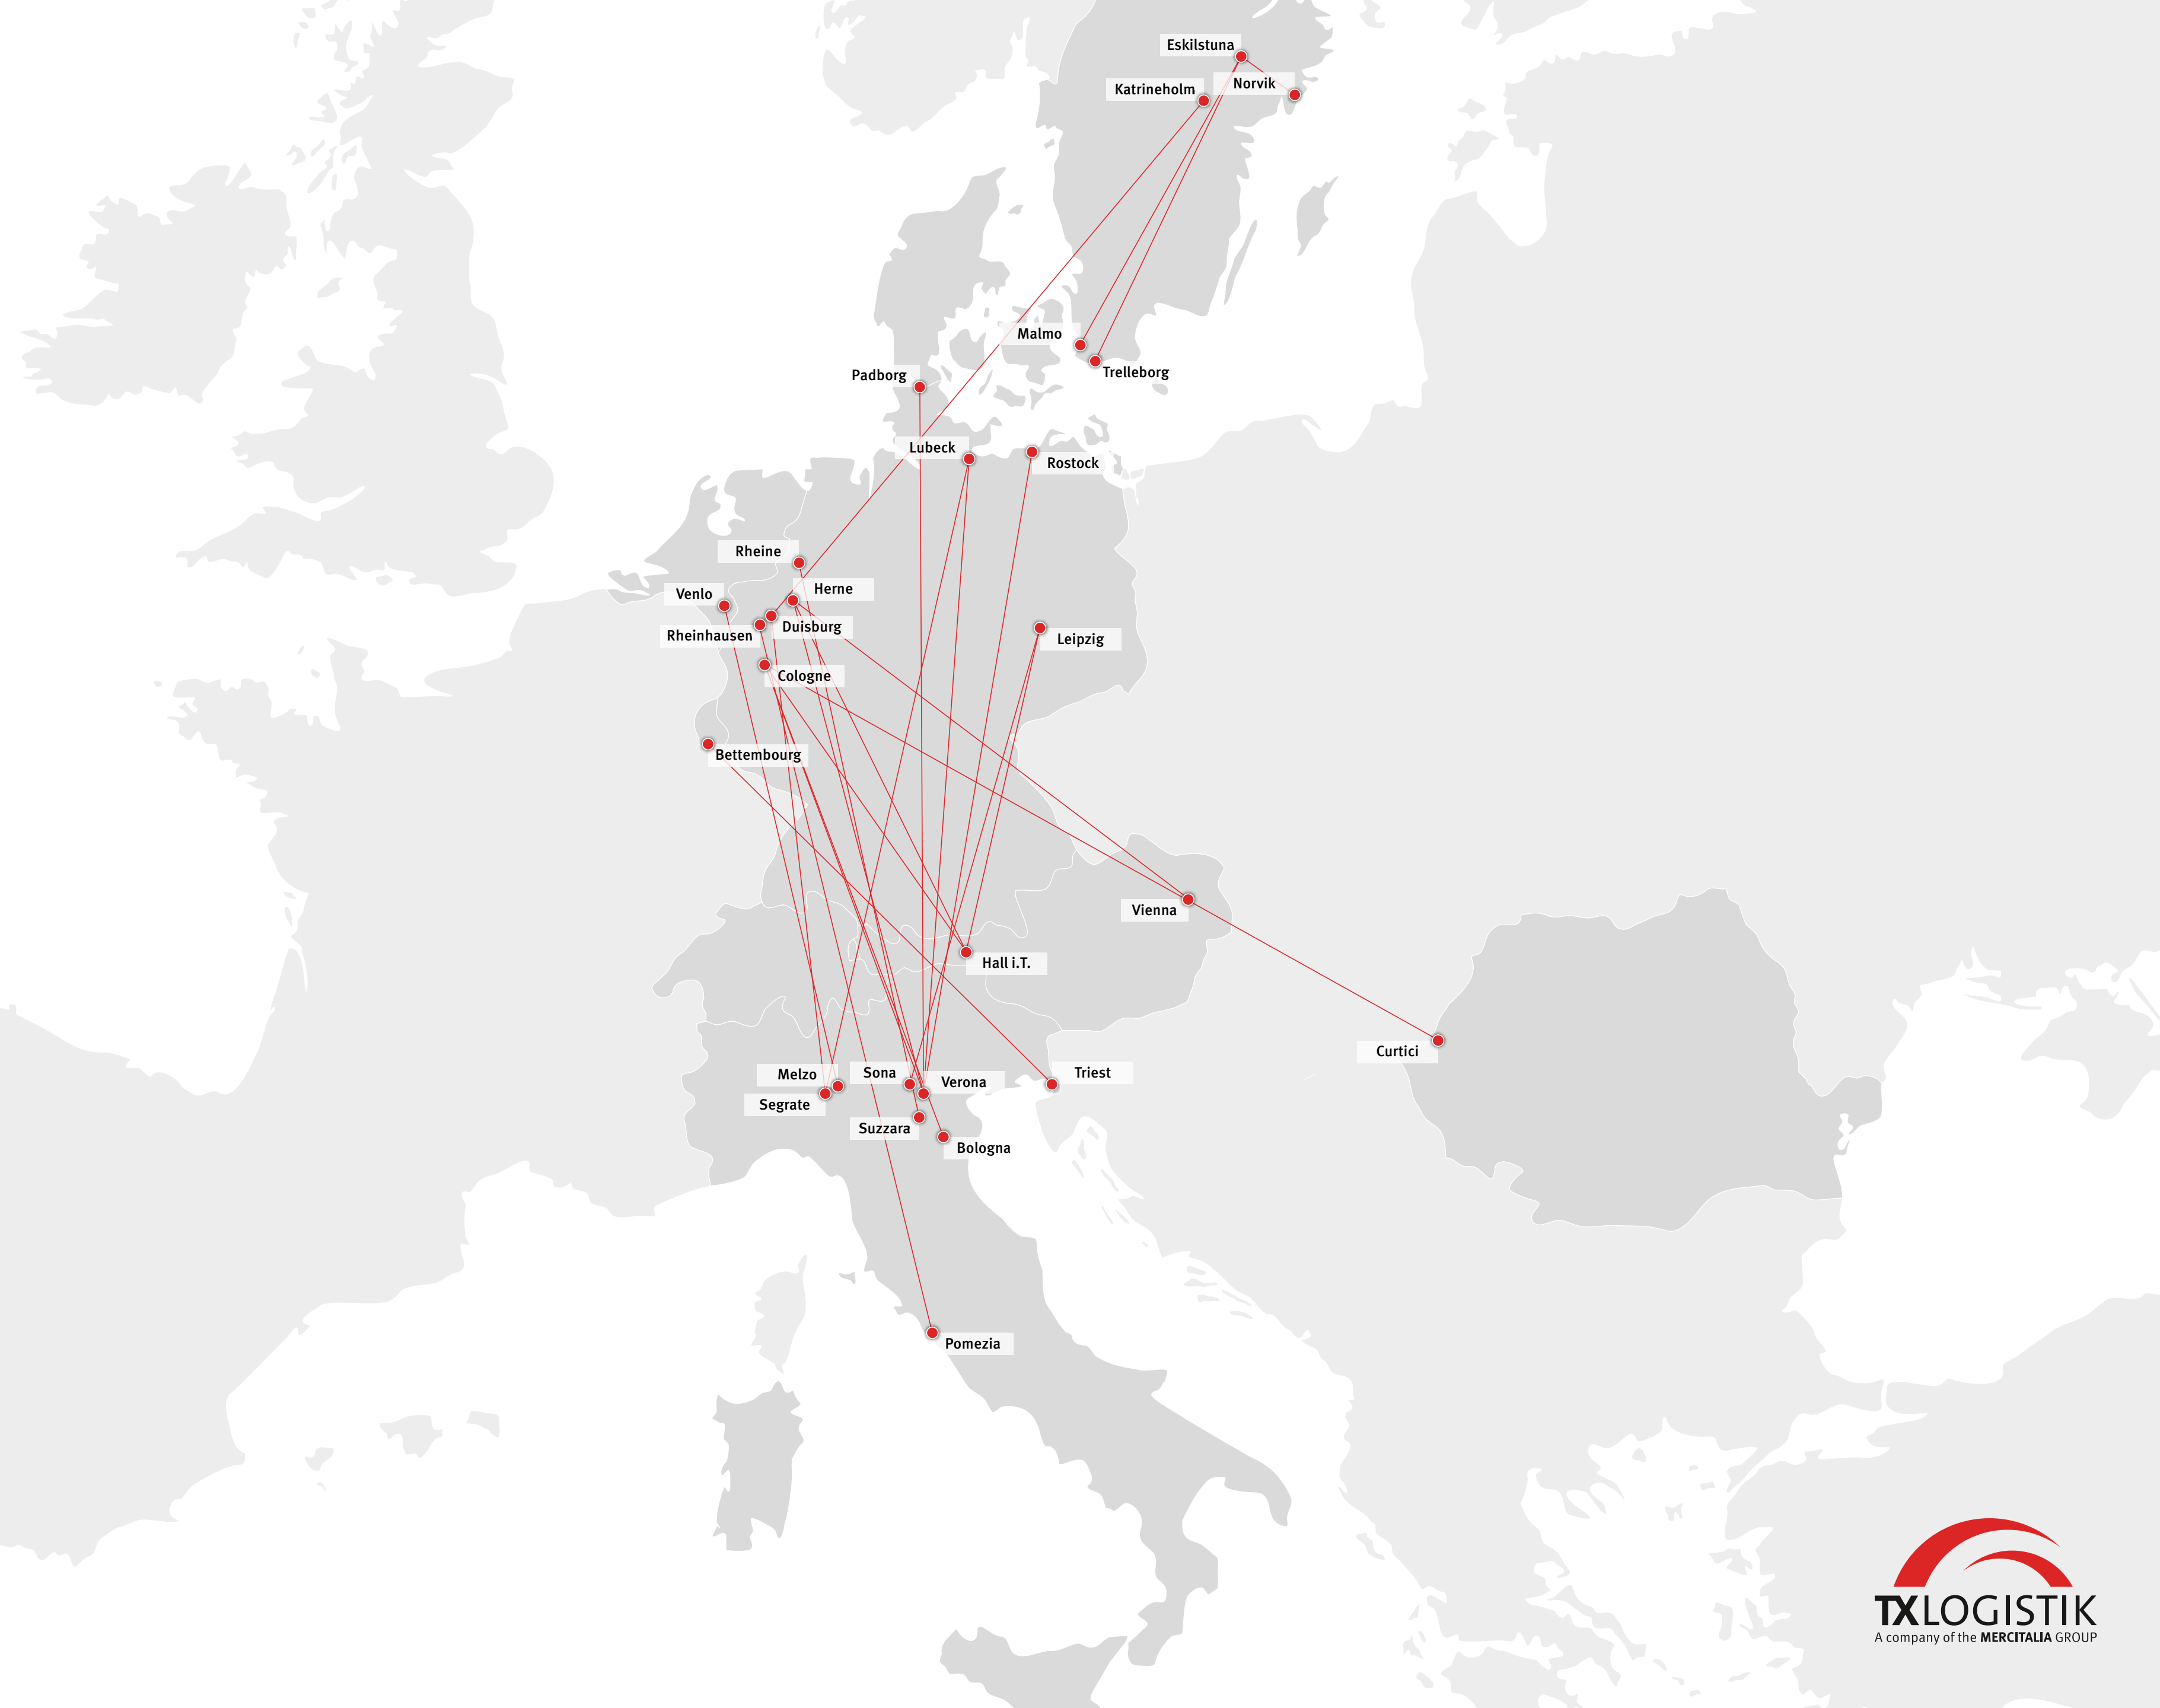 Eskilstuna
Norvik
Katrineholm
Malmo
Trelleborg
Padborg
Lubeck
Rostock
Rheine
Herne
Venlo
Duisburg
Rheinhausen
Leipzig
Cologne
Bettembourg
Vienna
Hall i.T.
Curtici
Melzo
Sona
Verona
Triest
Segrate
Suzzara
Bologna
Pomezia
TXLOGISTIK
A company of the MERCITALIA GROUP